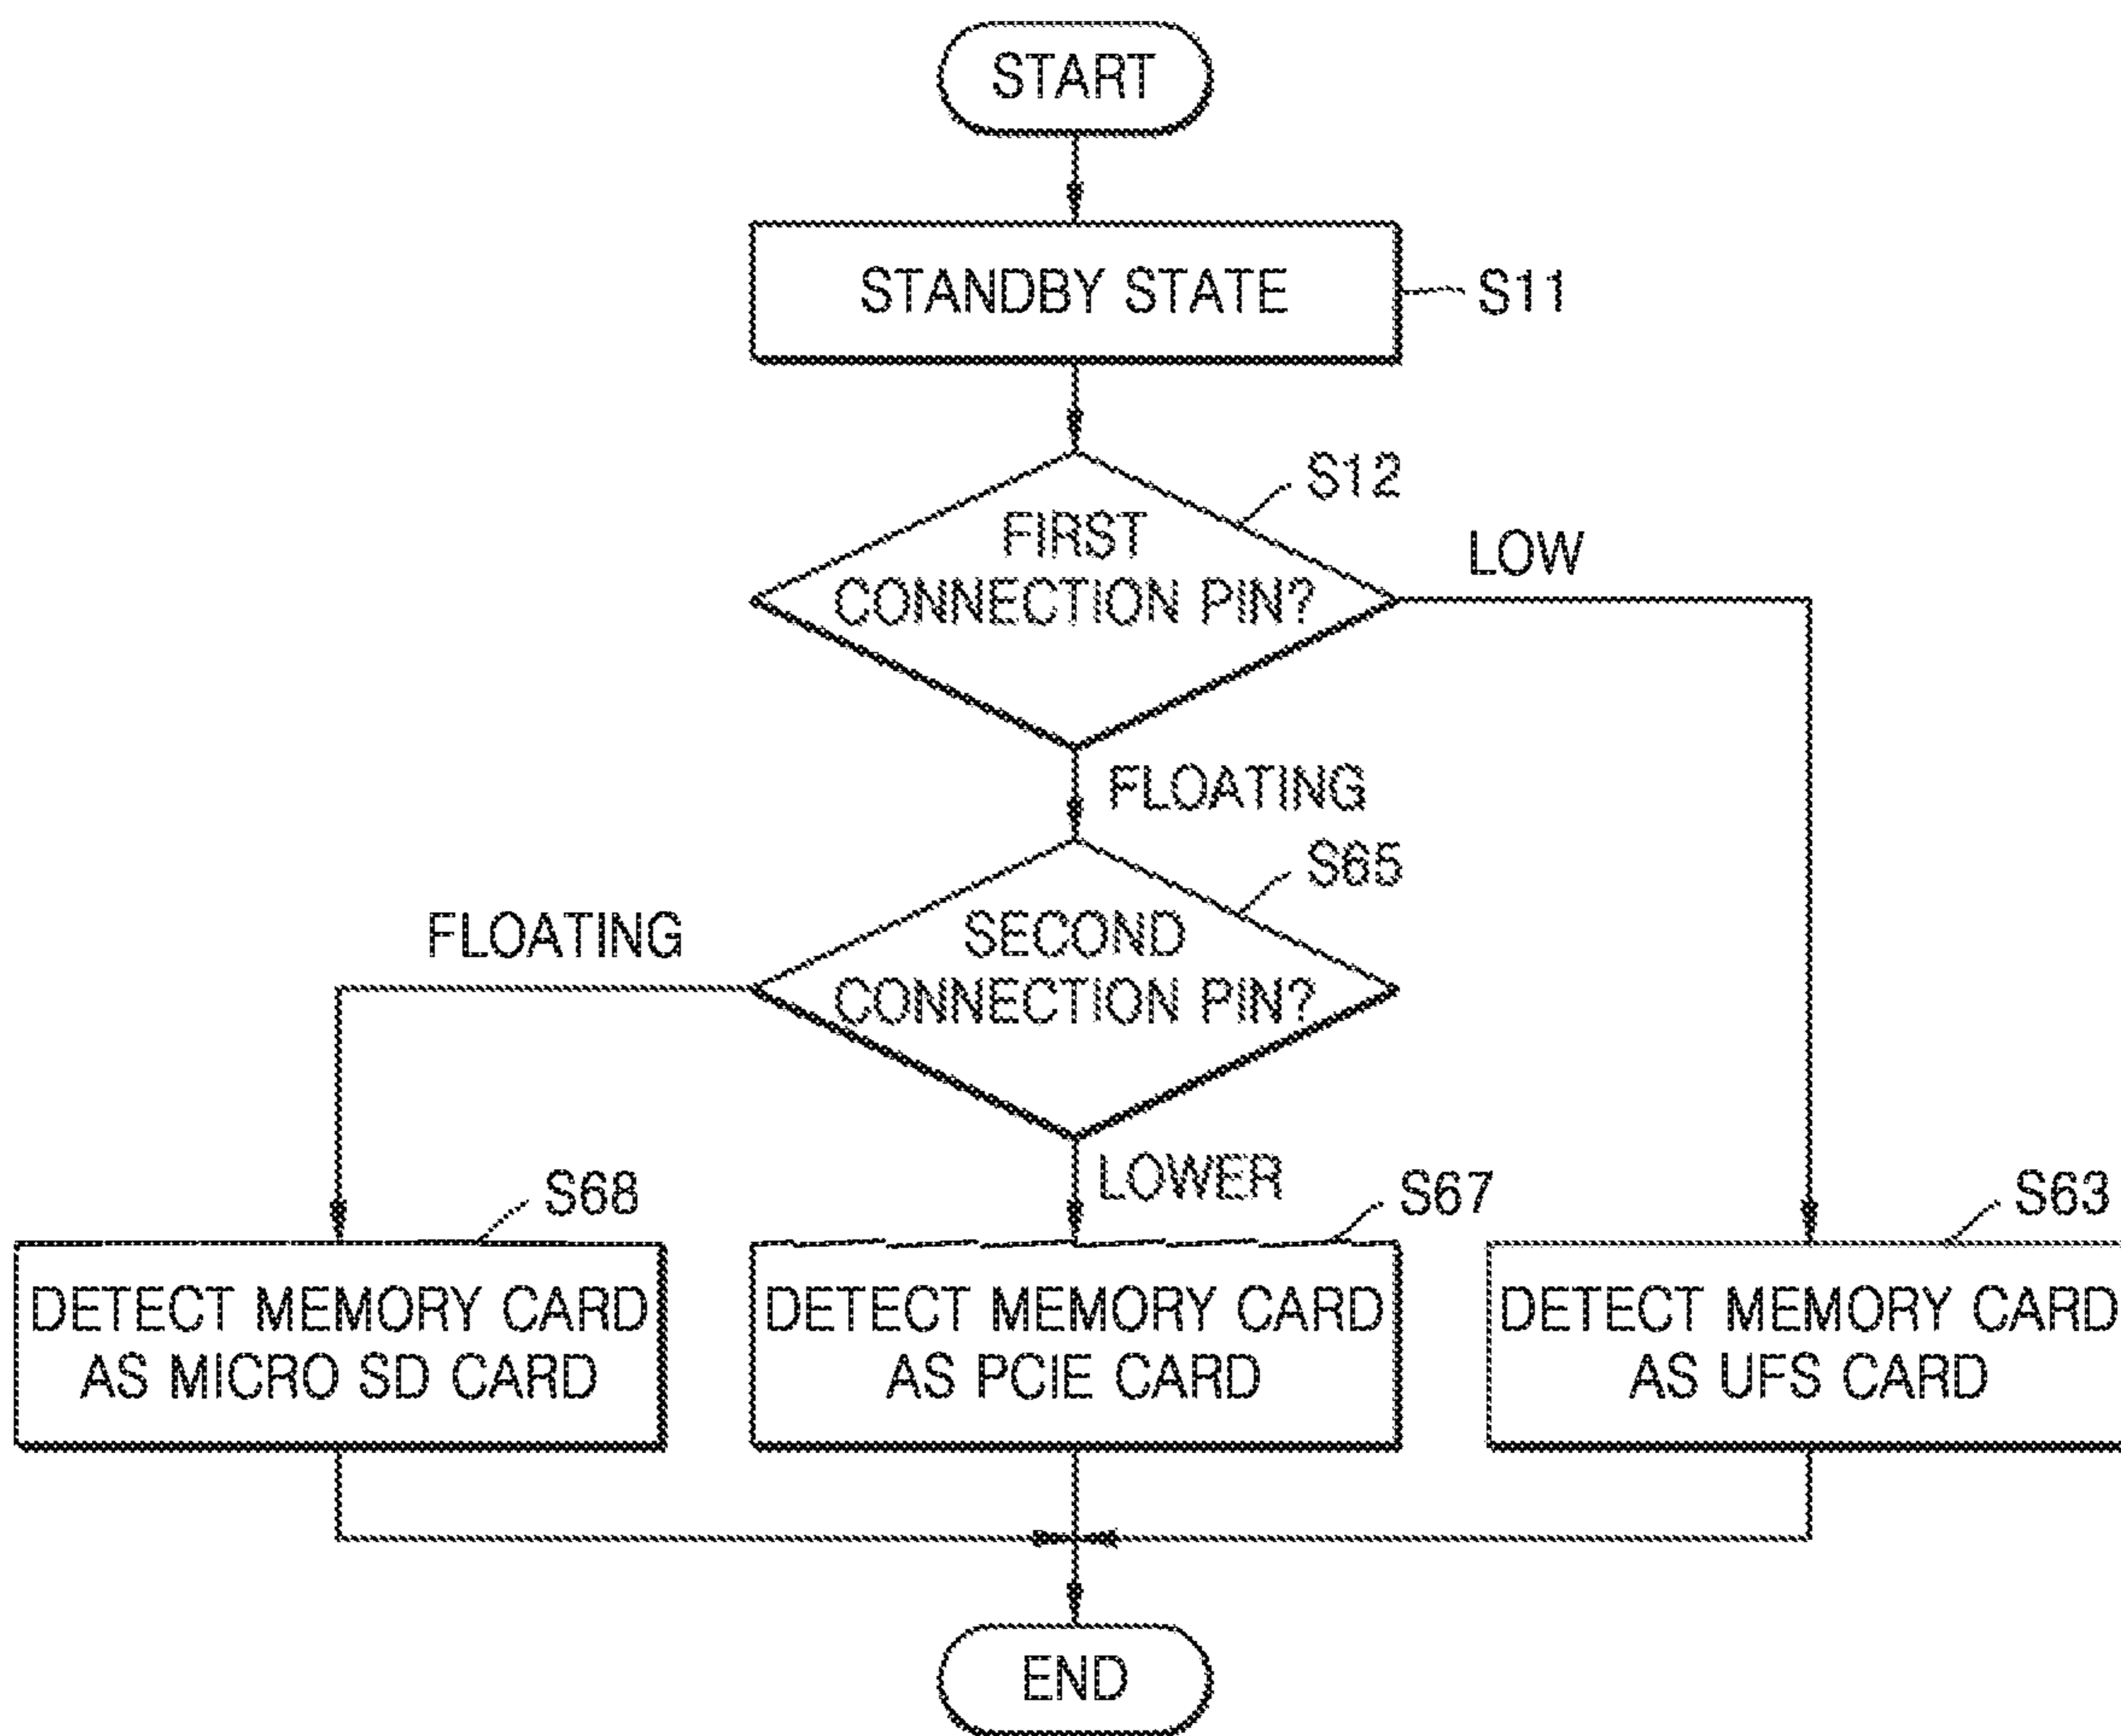 START
STANDBY STATE
S11
S12
FIRST
CONNECTION PIN?
LOW
FLOATING
S65
SECOND
CONNECTION PIN?
FLOATING
LOWER
S68
S67
S63
DETECT MEMORY CARD
AS MICRO SD CARD
DETECT MEMORY CARD
AS PCIE CARD
DETECT MEMORY CARD
AS UFS CARD
END